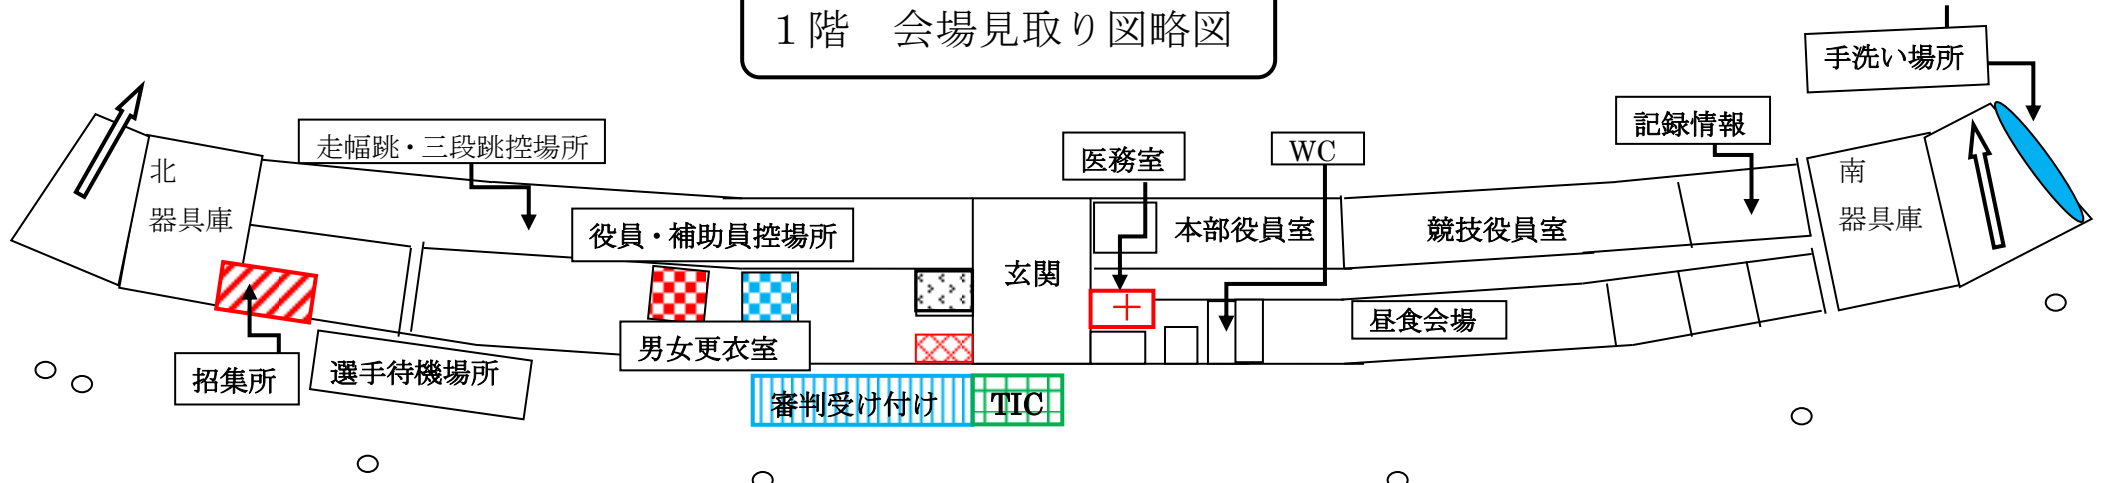 1階　会場見取り図略図
手洗い場所
記録情報
走幅跳・三段跳控場所
医務室
WC
北
器具庫
南
器具庫
役員・補助員控場所
本部役員室
競技役員室
玄関
昼食会場
男女更衣室
招集所
選手待機場所
審判受け付け
TIC